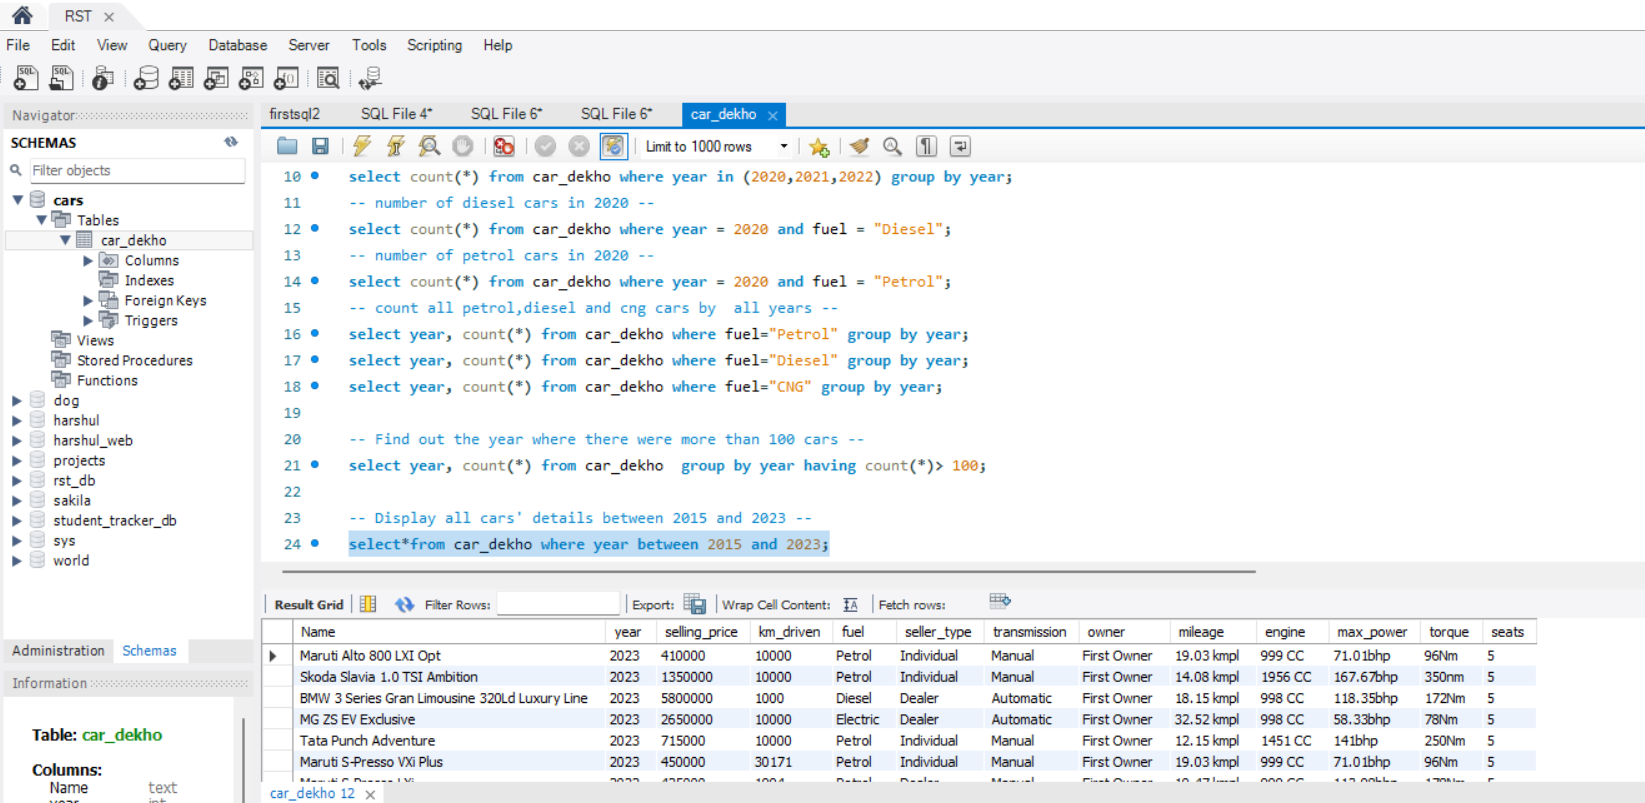 RST
File Edit View Query Database Server Tools Scripting Help
Navigator
SCHEMAS
Filter objects
cars
Tables
car_dekho
Columns
Indexes
Foreign Keys
Triggers
Views
Stored Procedures
Functions
dog
harshul
harshul_web
projects
rst_db
sakila
student_tracker_db
sys
world
Administration Schemas
Information
Table: car_dekho
Columns:
Name text
year int
firstsql2 SQL File 4* SQL File 6* SQL File 6* car_dekho
Limit to 1000 rows
10 select count(*) from car_dekho where year in (2020,2021,2022) group by year;
11 -- number of diesel cars in 2020 --
12 select count(*) from car_dekho where year = 2020 and fuel = "Diesel";
13 -- number of petrol cars in 2020 --
14 select count(*) from car_dekho where year = 2020 and fuel = "Petrol";
15 -- count all petrol,diesel and cng cars by  all years --
16 select year, count(*) from car_dekho where fuel="Petrol" group by year;
17 select year, count(*) from car_dekho where fuel="Diesel" group by year;
18 select year, count(*) from car_dekho where fuel="CNG" group by year;
19
20 -- Find out the year where there were more than 100 cars --
21 select year, count(*) from car_dekho  group by year having count(*)> 100;
22
23 -- Display all cars' details between 2015 and 2023 --
24 select*from car_dekho where year between 2015 and 2023;
Result Grid Filter Rows: Export: Wrap Cell Content: Fetch rows:
Name year selling_price km_driven fuel seller_type transmission owner mileage engine max_power torque seats
Maruti Alto 800 LXI Opt 2023 410000 10000 Petrol Individual Manual First Owner 19.03 kmpl 999 CC 71.01bhp 96Nm 5
Skoda Slavia 1.0 TSI Ambition 2023 1350000 10000 Petrol Individual Manual First Owner 14.08 kmpl 1956 CC 167.67bhp 350nm 5
BMW 3 Series Gran Limousine 320Ld Luxury Line 2023 5800000 1000 Diesel Dealer Automatic First Owner 18.15 kmpl 998 CC 118.35bhp 172Nm 5
MG ZS EV Exclusive 2023 2650000 10000 Electric Dealer Automatic First Owner 32.52 kmpl 998 CC 58.33bhp 78Nm 5
Tata Punch Adventure 2023 715000 10000 Petrol Individual Manual First Owner 12.15 kmpl 1451 CC 141bhp 250Nm 5
Maruti S-Presso VXi Plus 2023 450000 30171 Petrol Individual Manual First Owner 19.03 kmpl 999 CC 71.01bhp 96Nm 5
car_dekho 12